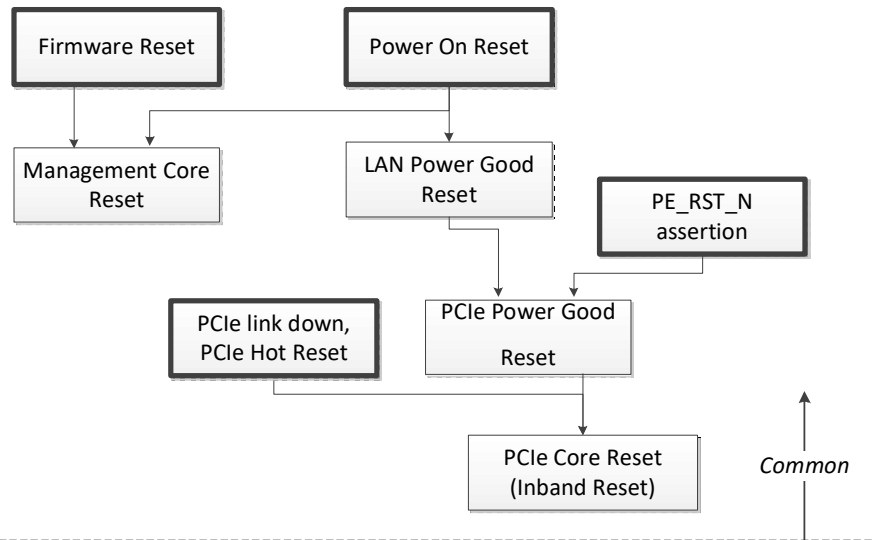 Firmware Reset
Power On Reset
Management Core
Reset
LAN Power Good
Reset
PE_RST_N
assertion
PCIe link down,
PCIe Hot Reset
PCIe Power Good
Reset
PCIe Core Reset
(Inband Reset)
Common